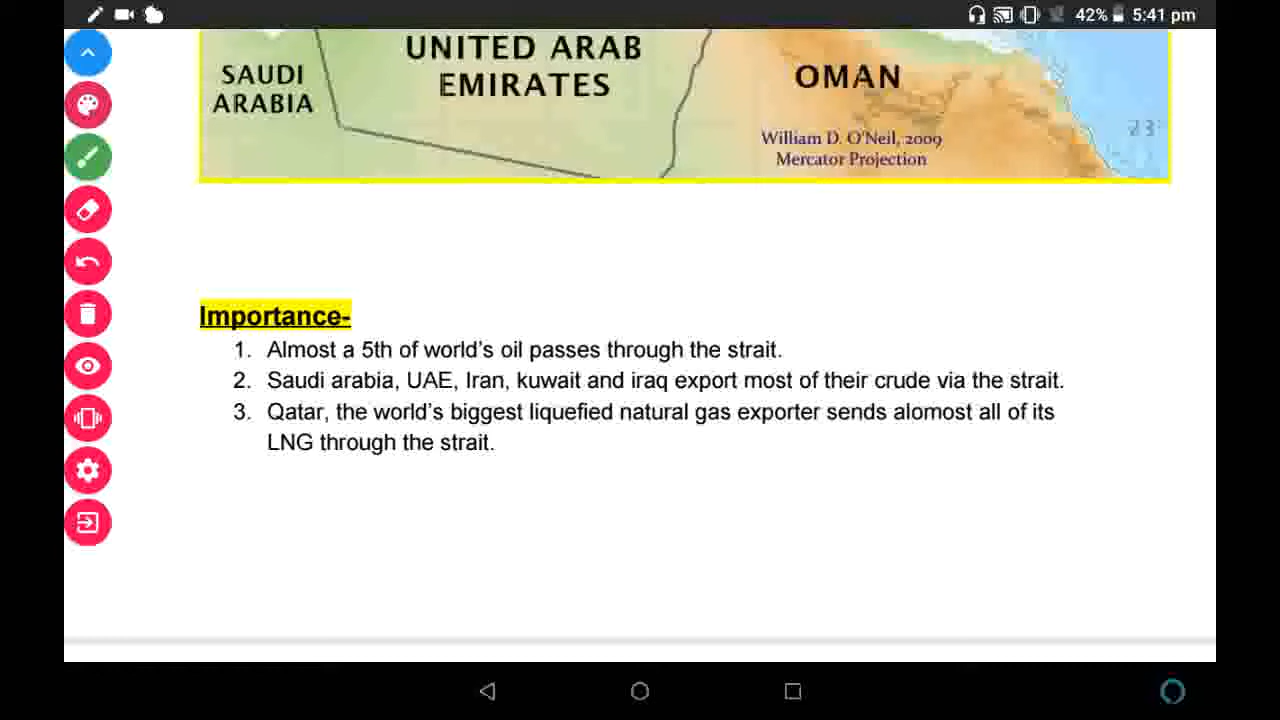 42% 5:41 pm
UNITED ARAB
EMIRATES
SAUDI
ARABIA
OMAN
23
William D. O'Neil, 2009
Mercator Projection
Importance-
1. Almost a 5th of world's oil passes through the strait.
2. Saudi arabia, UAE, Iran, kuwait and iraq export most of their crude via the strait.
3. Qatar, the world's biggest liquefied natural gas exporter sends alomost all of its
LNG through the strait.